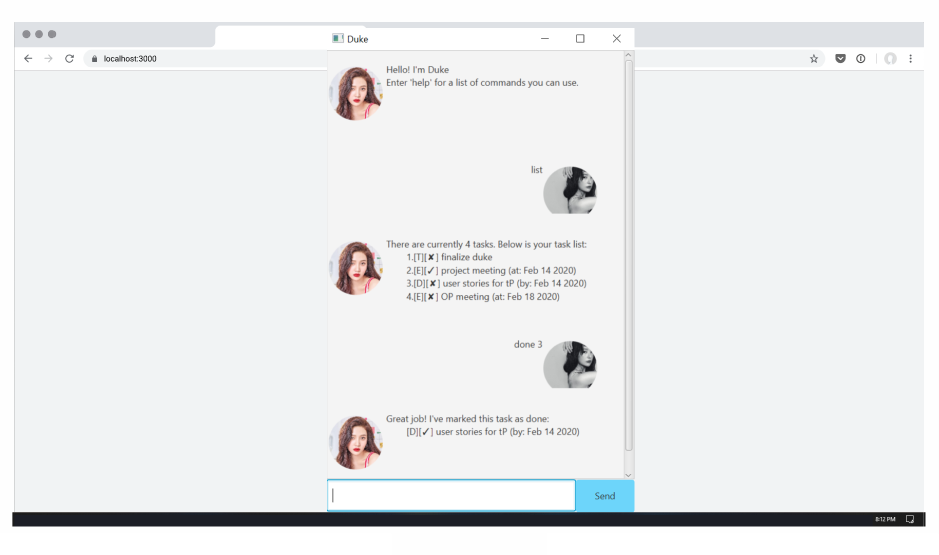 Duke
localhost:3000
Hello! I'm Duke
Enter 'help' for a list of commands you can use.
list
There are currently 4 tasks. Below is your task list:
1.[T][✘] finalize duke
2.[E][✓] project meeting (at: Feb 14 2020)
3.[D][✘] user stories for tP (by: Feb 14 2020)
4.[E][✘] OP meeting (at: Feb 18 2020)
done 3
Great job! I've marked this task as done:
[D][✓] user stories for tP (by: Feb 14 2020)
Send
8:12 PM